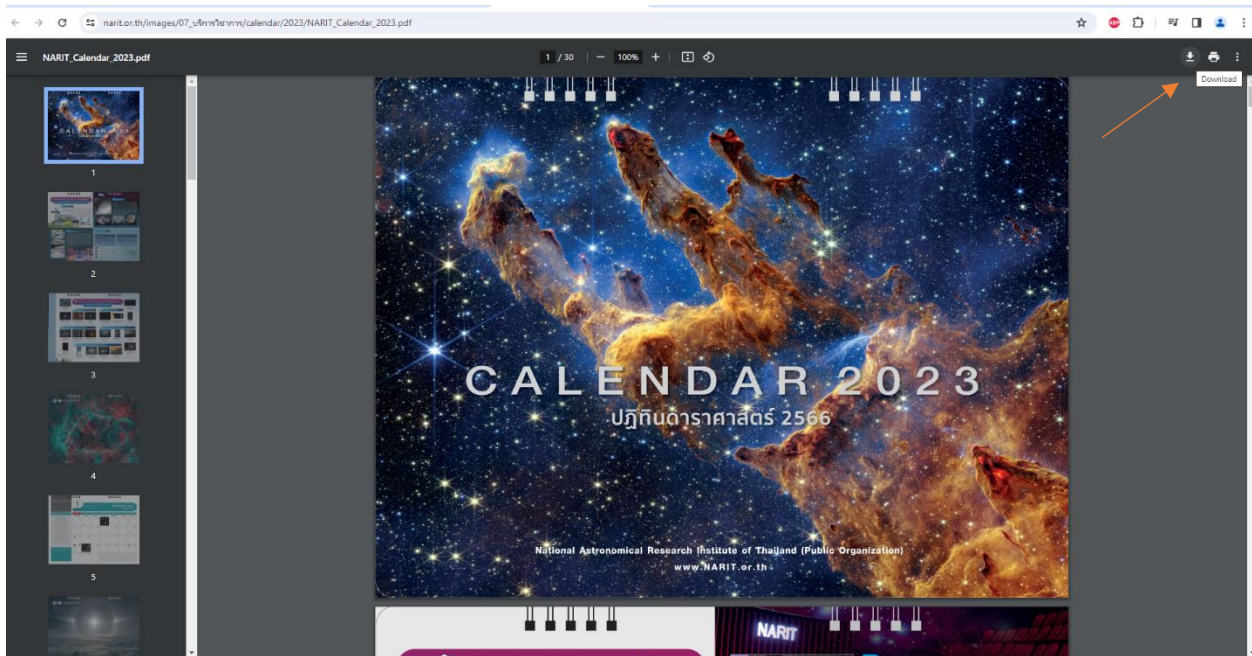 narit.or.th/images/07_บริการวิชาการ/calendar/2023/NARIT_Calendar_2023.pdf
NARIT_Calendar_2023.pdf
1 / 30
100%
Download
1
2
3
4
5
CALENDAR 2023
ปฏิทินดาราศาสตร์ 2566
National Astronomical Research Institute of Thailand (Public Organization)
www.NARIT.or.th
NARIT